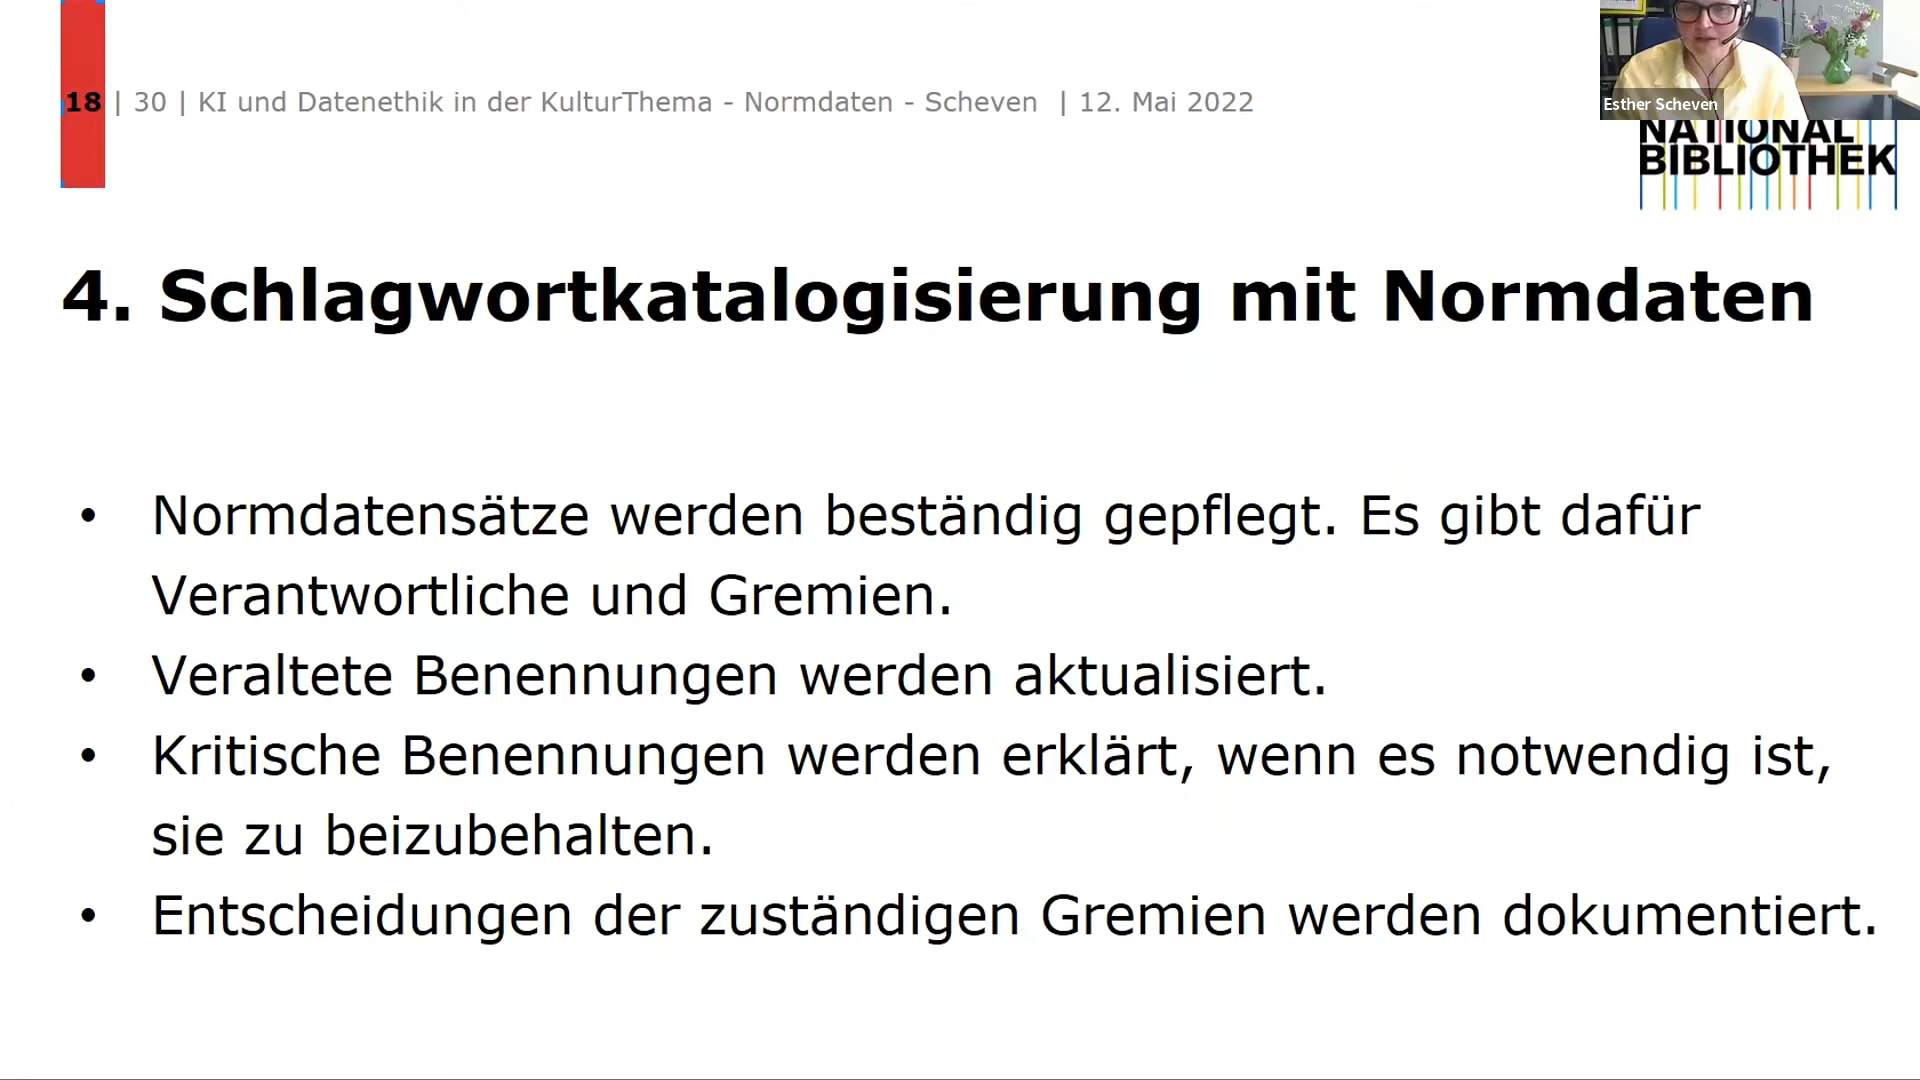 18 | 30 | KI und Datenethik in der KulturThema - Normdaten - Scheven | 12. Mai 2022
Esther Scheven
NATIONAL
BIBLIOTHEK
4. Schlagwortkatalogisierung mit Normdaten
• Normdatensätze werden beständig gepflegt. Es gibt dafür
Verantwortliche und Gremien.
• Veraltete Benennungen werden aktualisiert.
• Kritische Benennungen werden erklärt, wenn es notwendig ist,
sie zu beizubehalten.
• Entscheidungen der zuständigen Gremien werden dokumentiert.